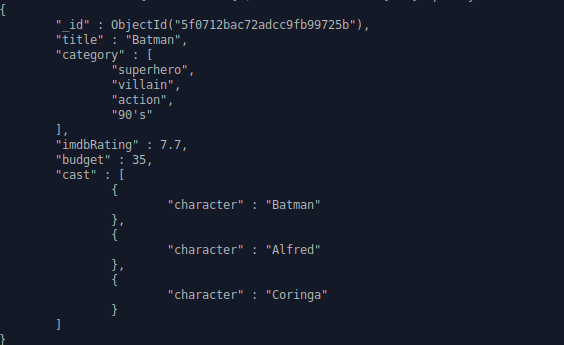 {
"_id" : ObjectId("5f0712bac72adcc9fb99725b"),
"title" : "Batman",
"category" : [
"superhero",
"villain",
"action",
"90's"
],
"imdbRating" : 7.7,
"budget" : 35,
"cast" : [
{
"character" : "Batman"
},
{
"character" : "Alfred"
},
{
"character" : "Coringa"
}
]
}